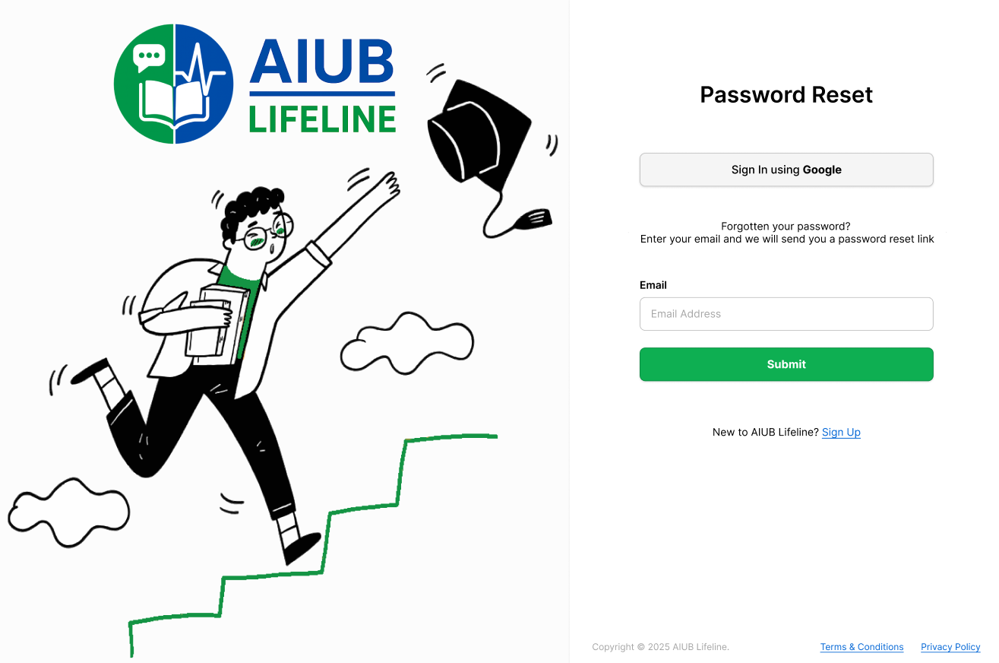 AIUB
LIFELINE
Password Reset
Sign In using Google
Forgotten your password?
Enter your email and we will send you a password reset link
Email
Email Address
Submit
New to AIUB Lifeline? Sign Up
Copyright © 2025 AIUB Lifeline.
Terms & Conditions
Privacy Policy